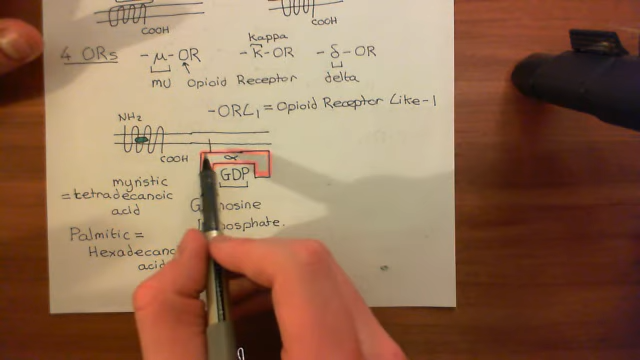 COOH
COOH
4 ORs
- μ - OR
Kappa
- K - OR
- δ - OR
mu
Opioid Receptor
delta
- ORL1 = Opioid Receptor Like-1
NH2
COOH
α
GDP
myristic
= tetradecanoic
acid
Palmitic =